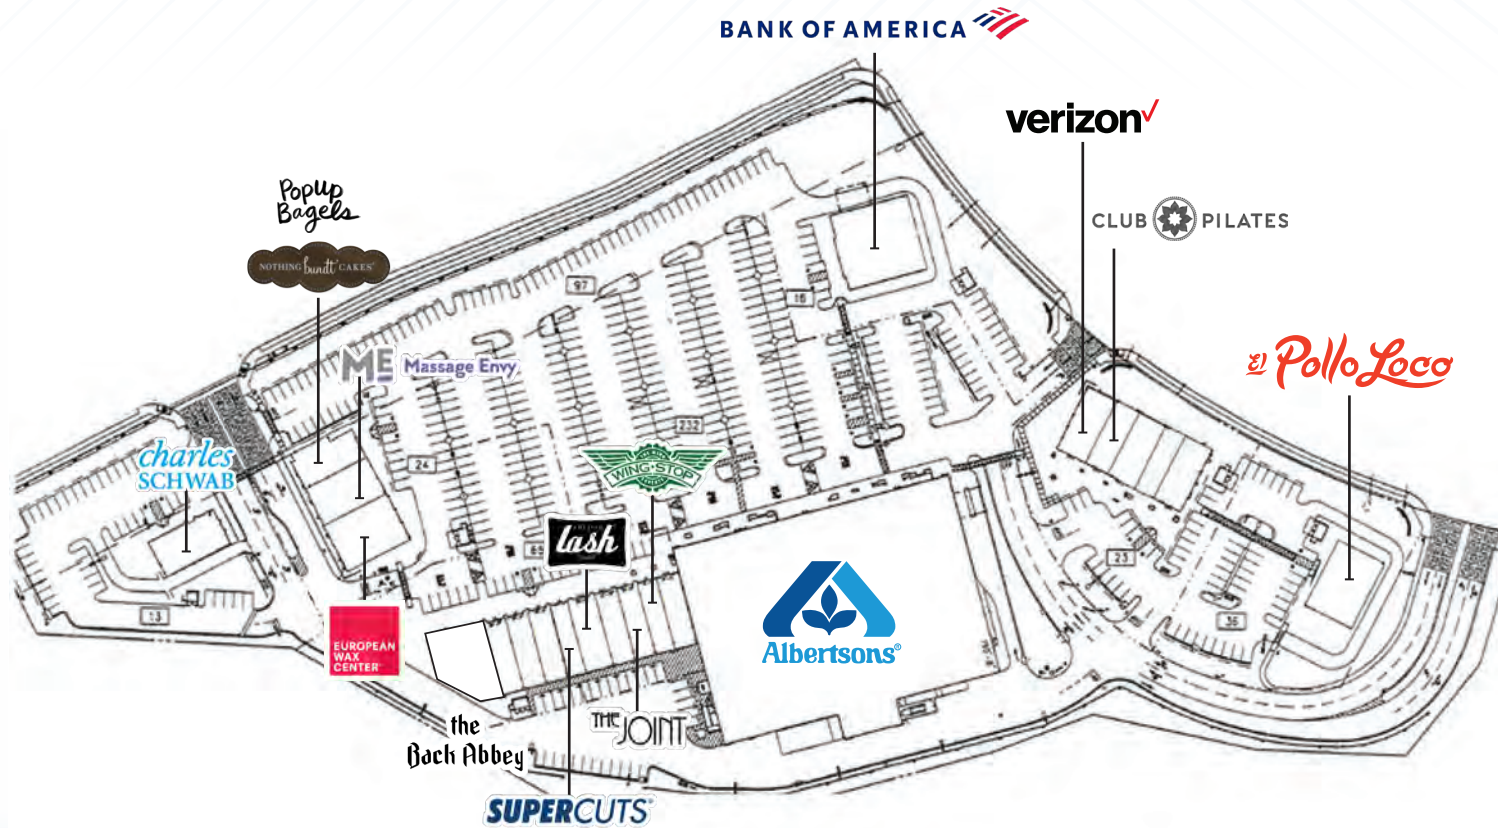 BANK OF AMERICA
verizon
PopUp
Bagels
CLUB PILATES
NOTHING bundt CAKES
97
16
El Pollo Loco
ME Massage Envy
232
charles
SCHWAB
24
WING·STOP
lash
65
23
13
36
EUROPEAN
WAX
CENTER
Albertsons®
the
Back Abbey
THE JOINT
SUPERCUTS®